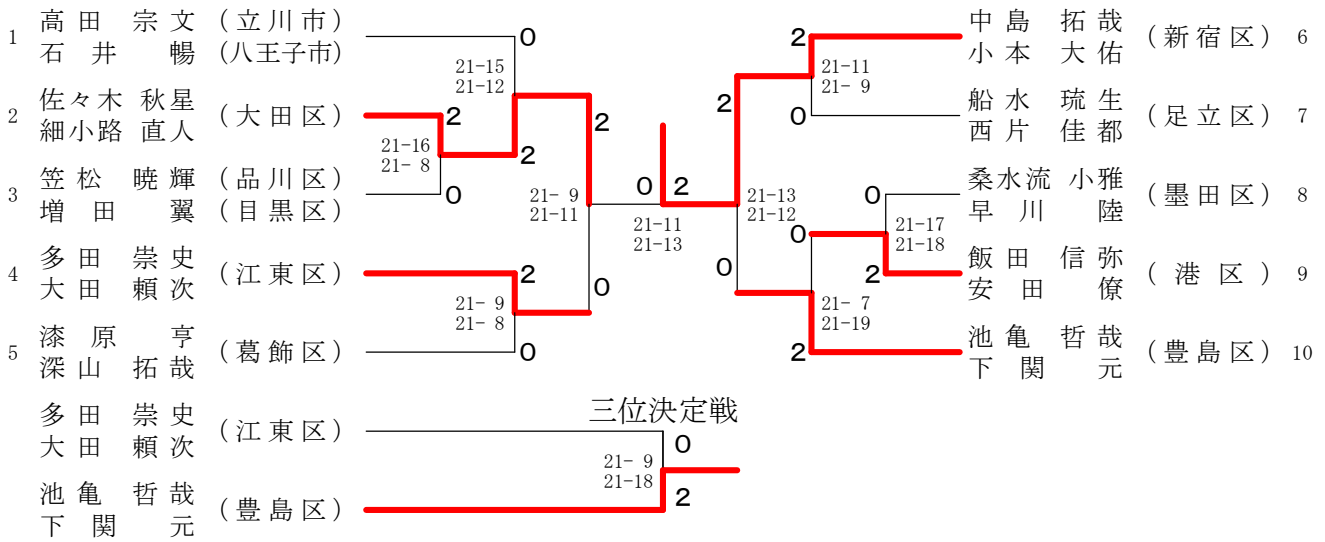 1 高田 宗文 (立川市)
石井 暢 (八王子市)
2 佐々木 秋星 (大田区)
細小路 直人
3 笠松 暁輝 (品川区)
増田 翼 (目黒区)
4 多田 崇史 (江東区)
大田 頼次
5 漆原 亨 (葛飾区)
深山 拓哉
0
21-15
21-12
2
21-16
21- 8
0
2
2
21- 9
21-11
2
21- 9
21- 8
0
0
0 2
21-11
21-13
2
21-11
21- 9
0
2
21-13
21-12
0
0
21-17
21-18
2
0
21- 7
21-19
2
中島 拓哉 (新宿区) 6
小本 大佑
船水 琉生 (足立区) 7
西片 佳都
桑水流 小雅 (墨田区) 8
早川 陸
飯田 信弥 (港区) 9
安田 僚
池亀 哲哉 (豊島区) 10
下関 元
三位決定戦
多田 崇史 (江東区)
大田 頼次
0
21- 9
21-18
2
池亀 哲哉 (豊島区)
下関 元